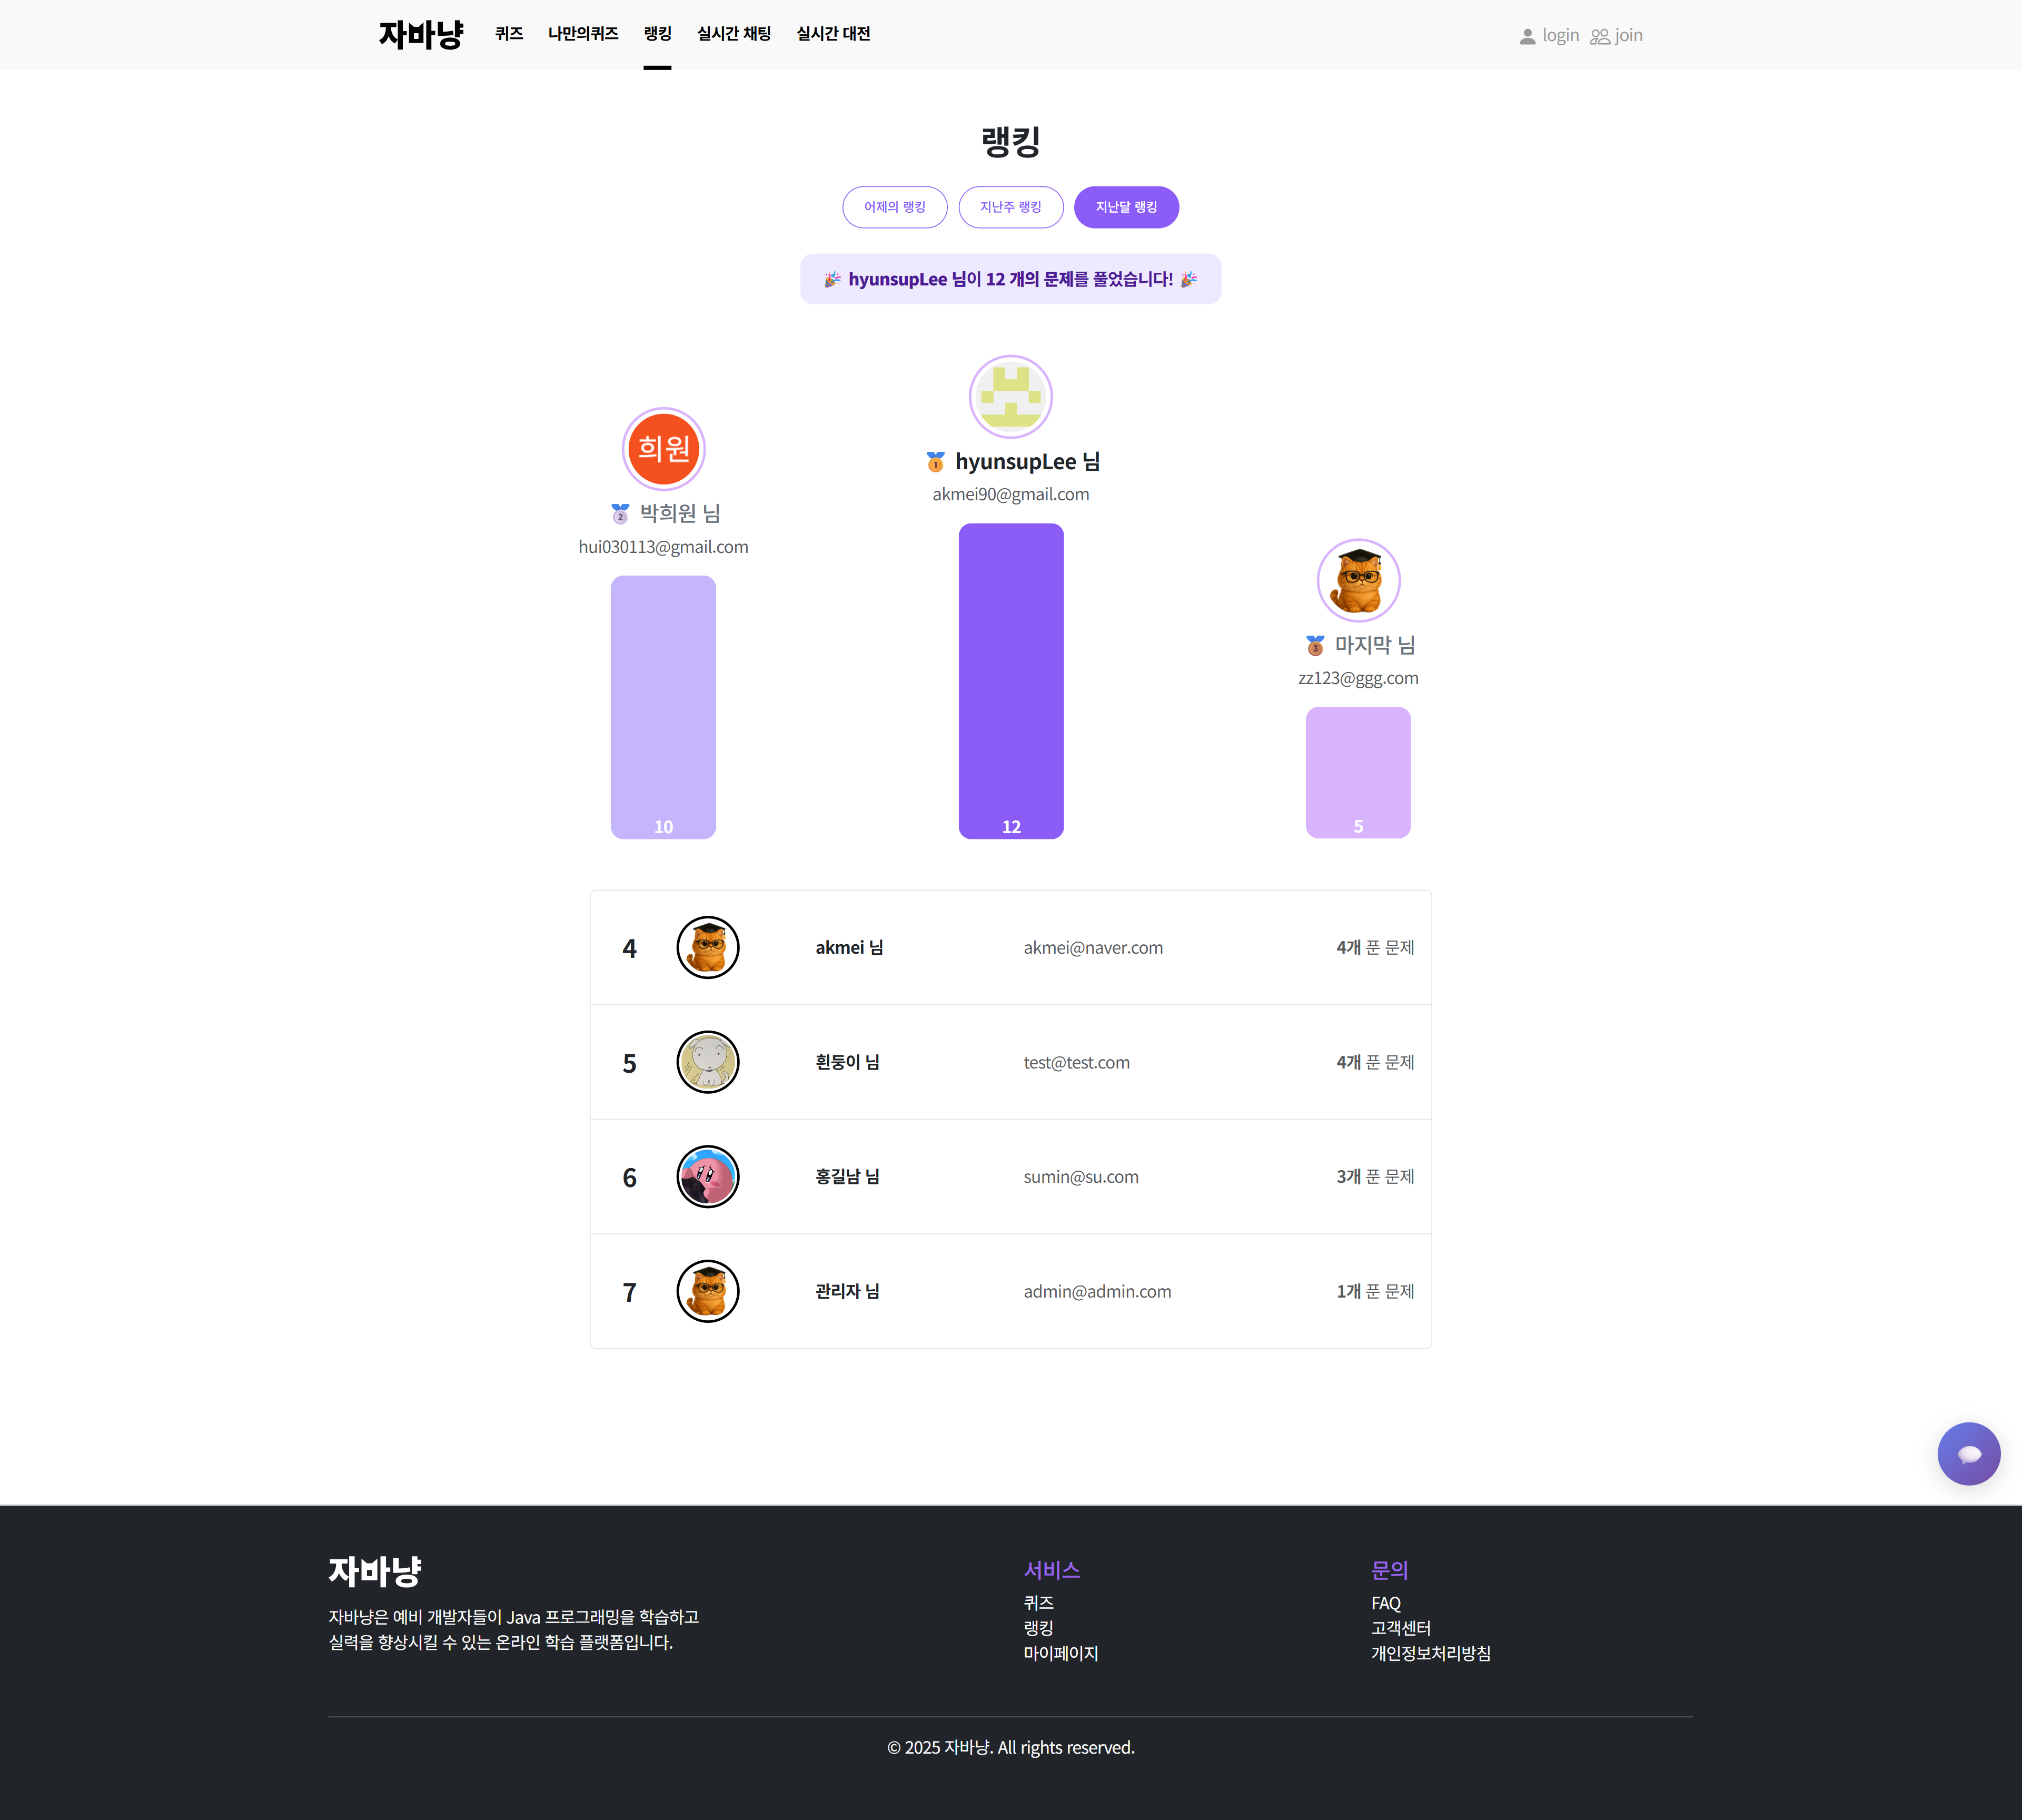 자바냥 퀴즈 나만의퀴즈 랭킹 실시간 채팅 실시간 대전 login join
랭킹
어제의 랭킹 지난주 랭킹 지난달 랭킹
🎉 hyunsupLee 님이 12 개의 문제를 풀었습니다! 🎉
희원
🥈 박희원 님
hui030113@gmail.com
10
🥇 hyunsupLee 님
akmei90@gmail.com
12
🥉 마지막 님
zz123@ggg.com
5
4 akmei 님 akmei@naver.com 4개 푼 문제
5 흰둥이 님 test@test.com 4개 푼 문제
6 홍길남 님 sumin@su.com 3개 푼 문제
7 관리자 님 admin@admin.com 1개 푼 문제
자바냥
자바냥은 예비 개발자들이 Java 프로그래밍을 학습하고
실력을 향상시킬 수 있는 온라인 학습 플랫폼입니다.
서비스
퀴즈
랭킹
마이페이지
문의
FAQ
고객센터
개인정보처리방침
© 2025 자바냥. All rights reserved.